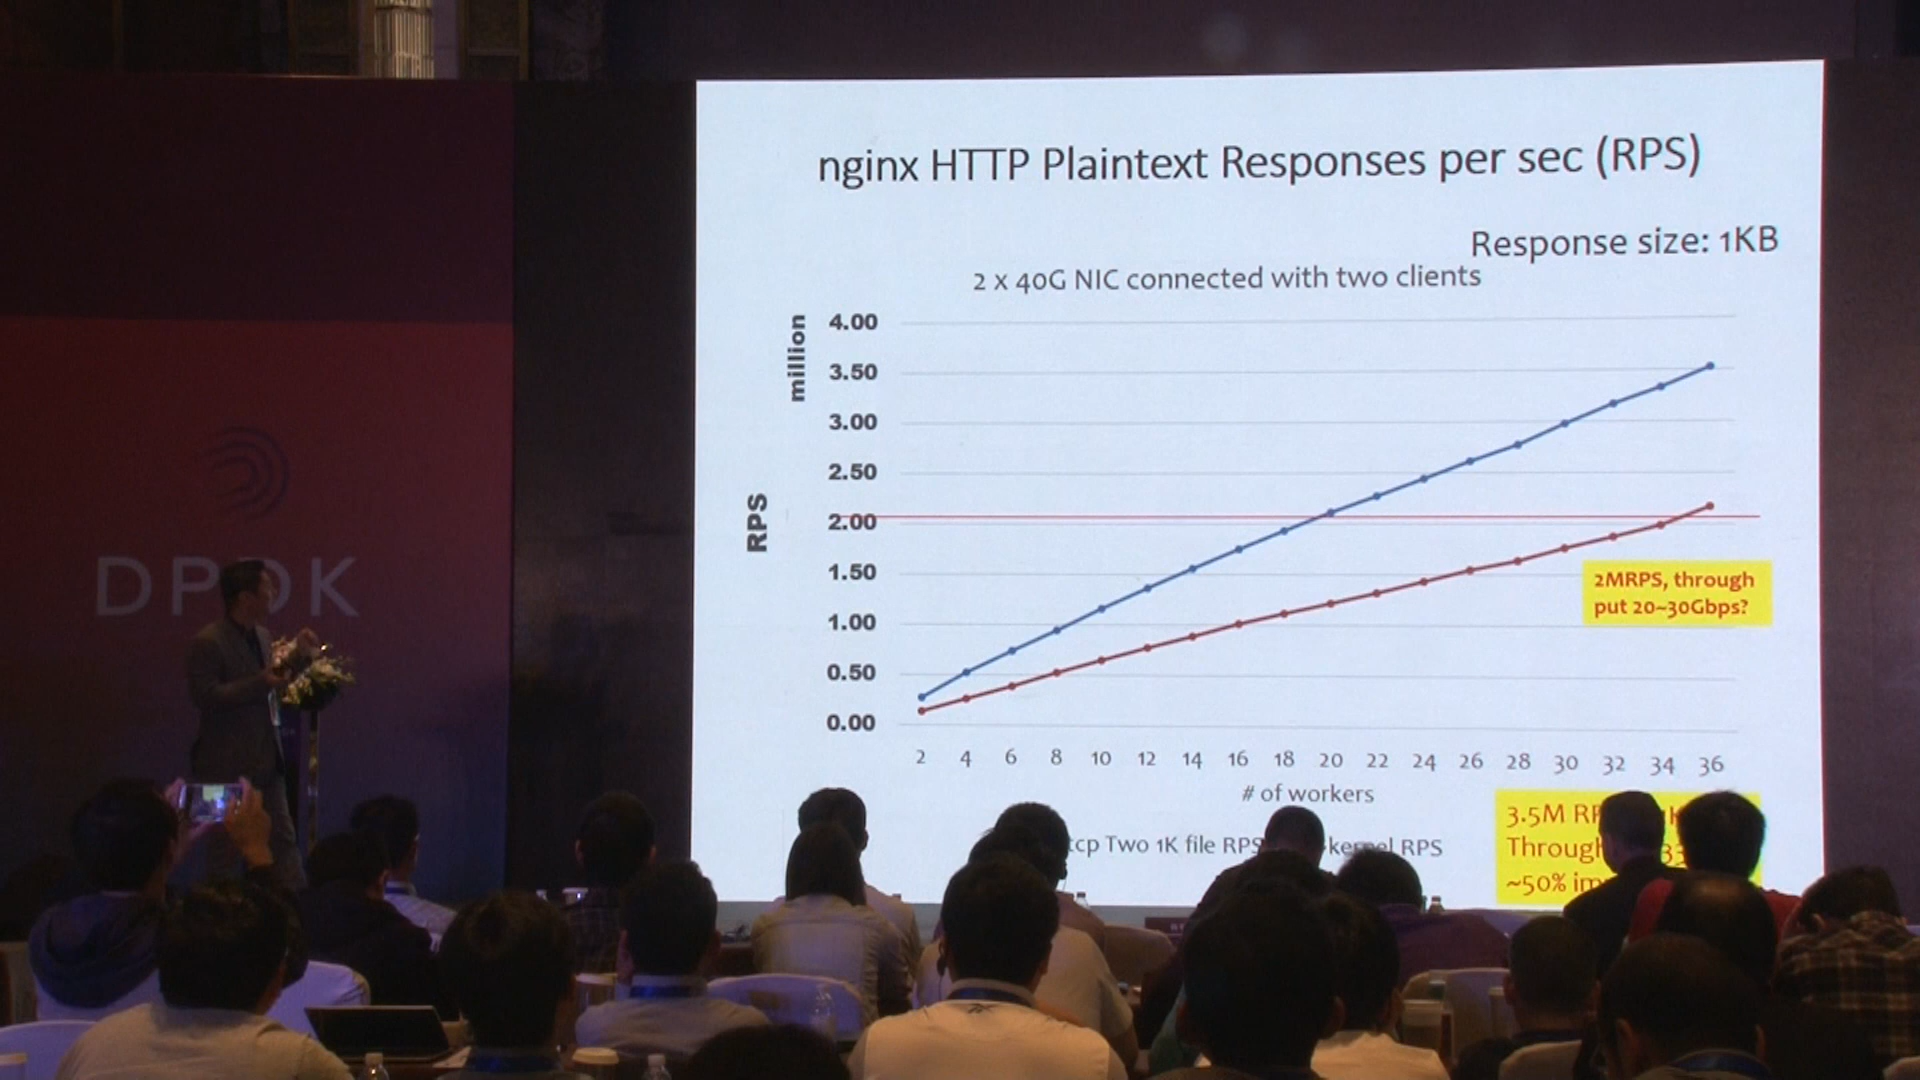 DPDK
nginx HTTP Plaintext Responses per sec (RPS)
Response size: 1KB
2 x 40G NIC connected with two clients
million
RPS
4.00
3.50
3.00
2.50
2.00
1.50
1.00
0.50
0.00
2MRPS, through
put 20~30Gbps?
2 4 6 8 10 12 14 16 18 20 22 24 26 28 30 32 34 36
# of workers
Two 1K file RPS kernel RPS
3.5M
~50%